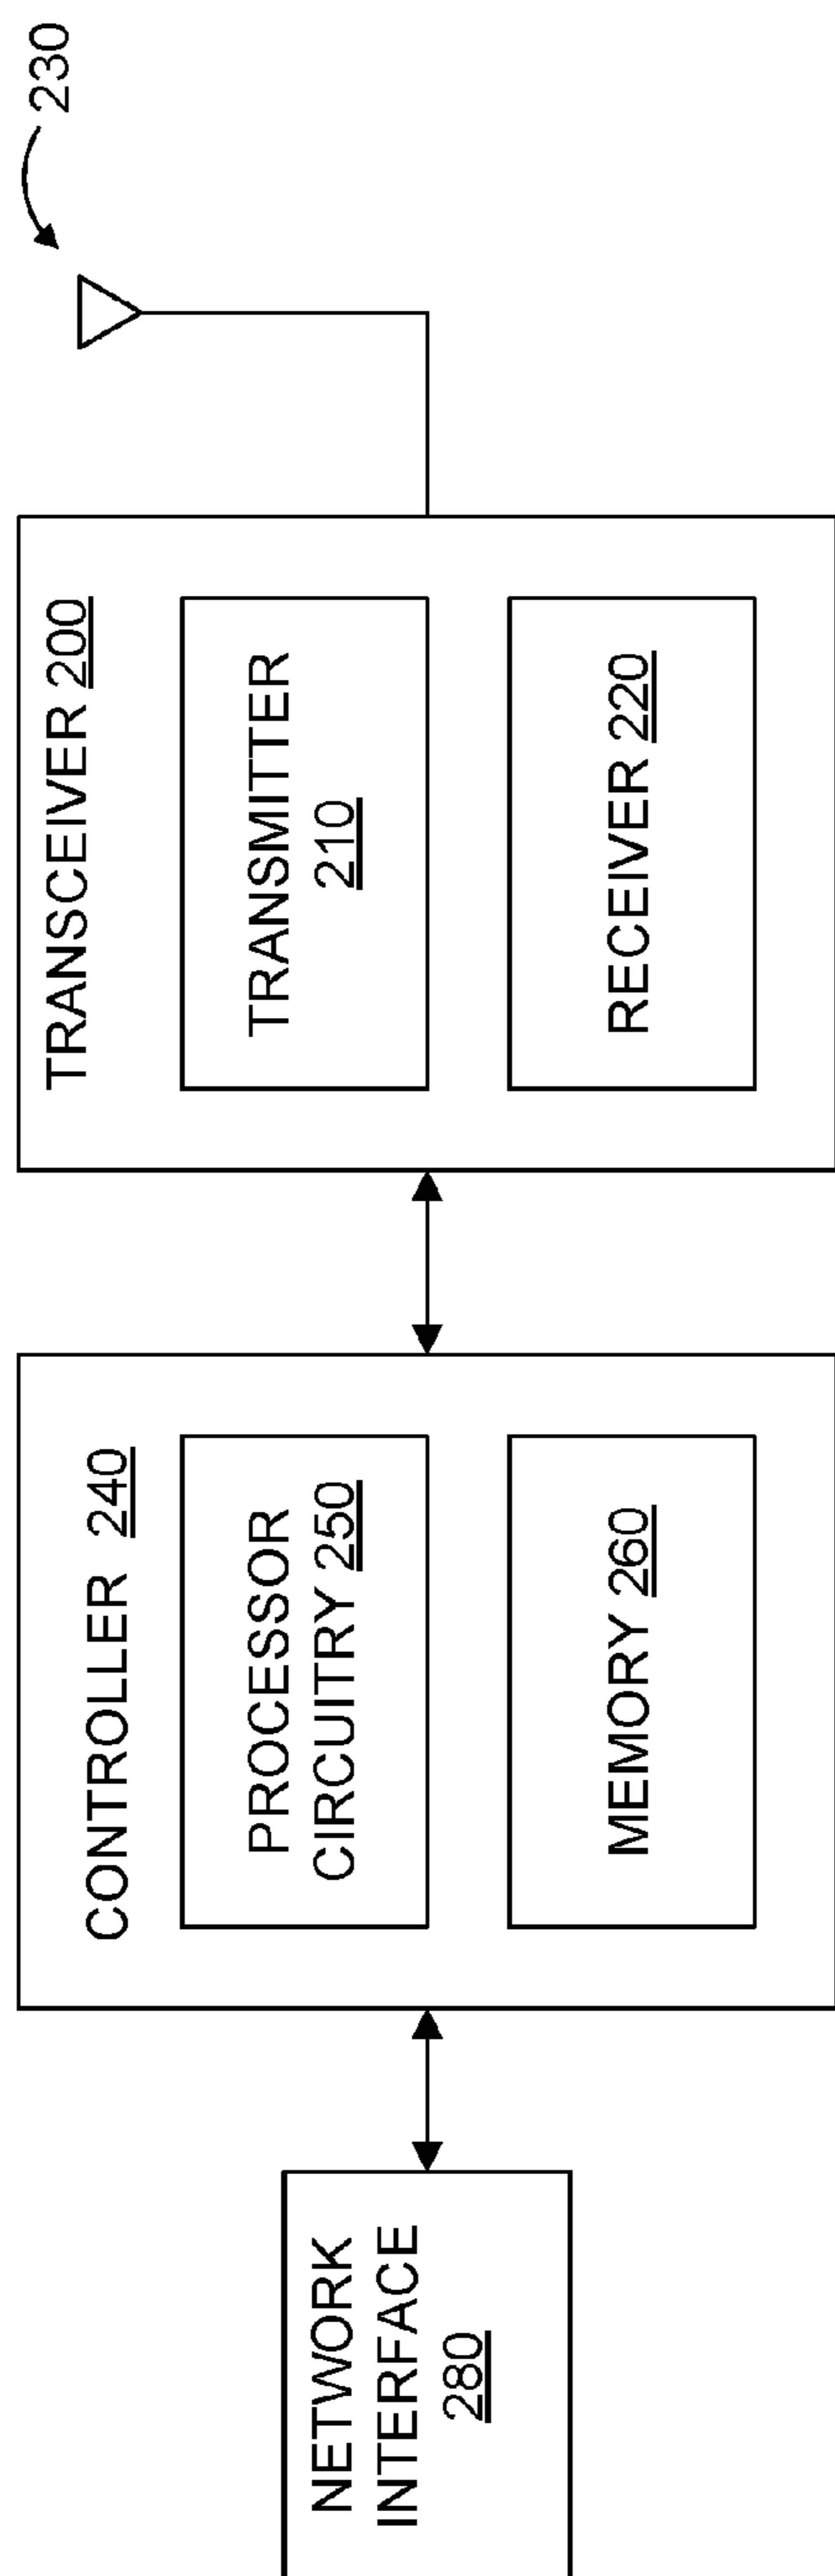 NETWORK
INTERFACE
280
CONTROLLER 240
PROCESSOR
CIRCUITRY 250
MEMORY 260
TRANSCEIVER 200
TRANSMITTER
210
RECEIVER 220
230